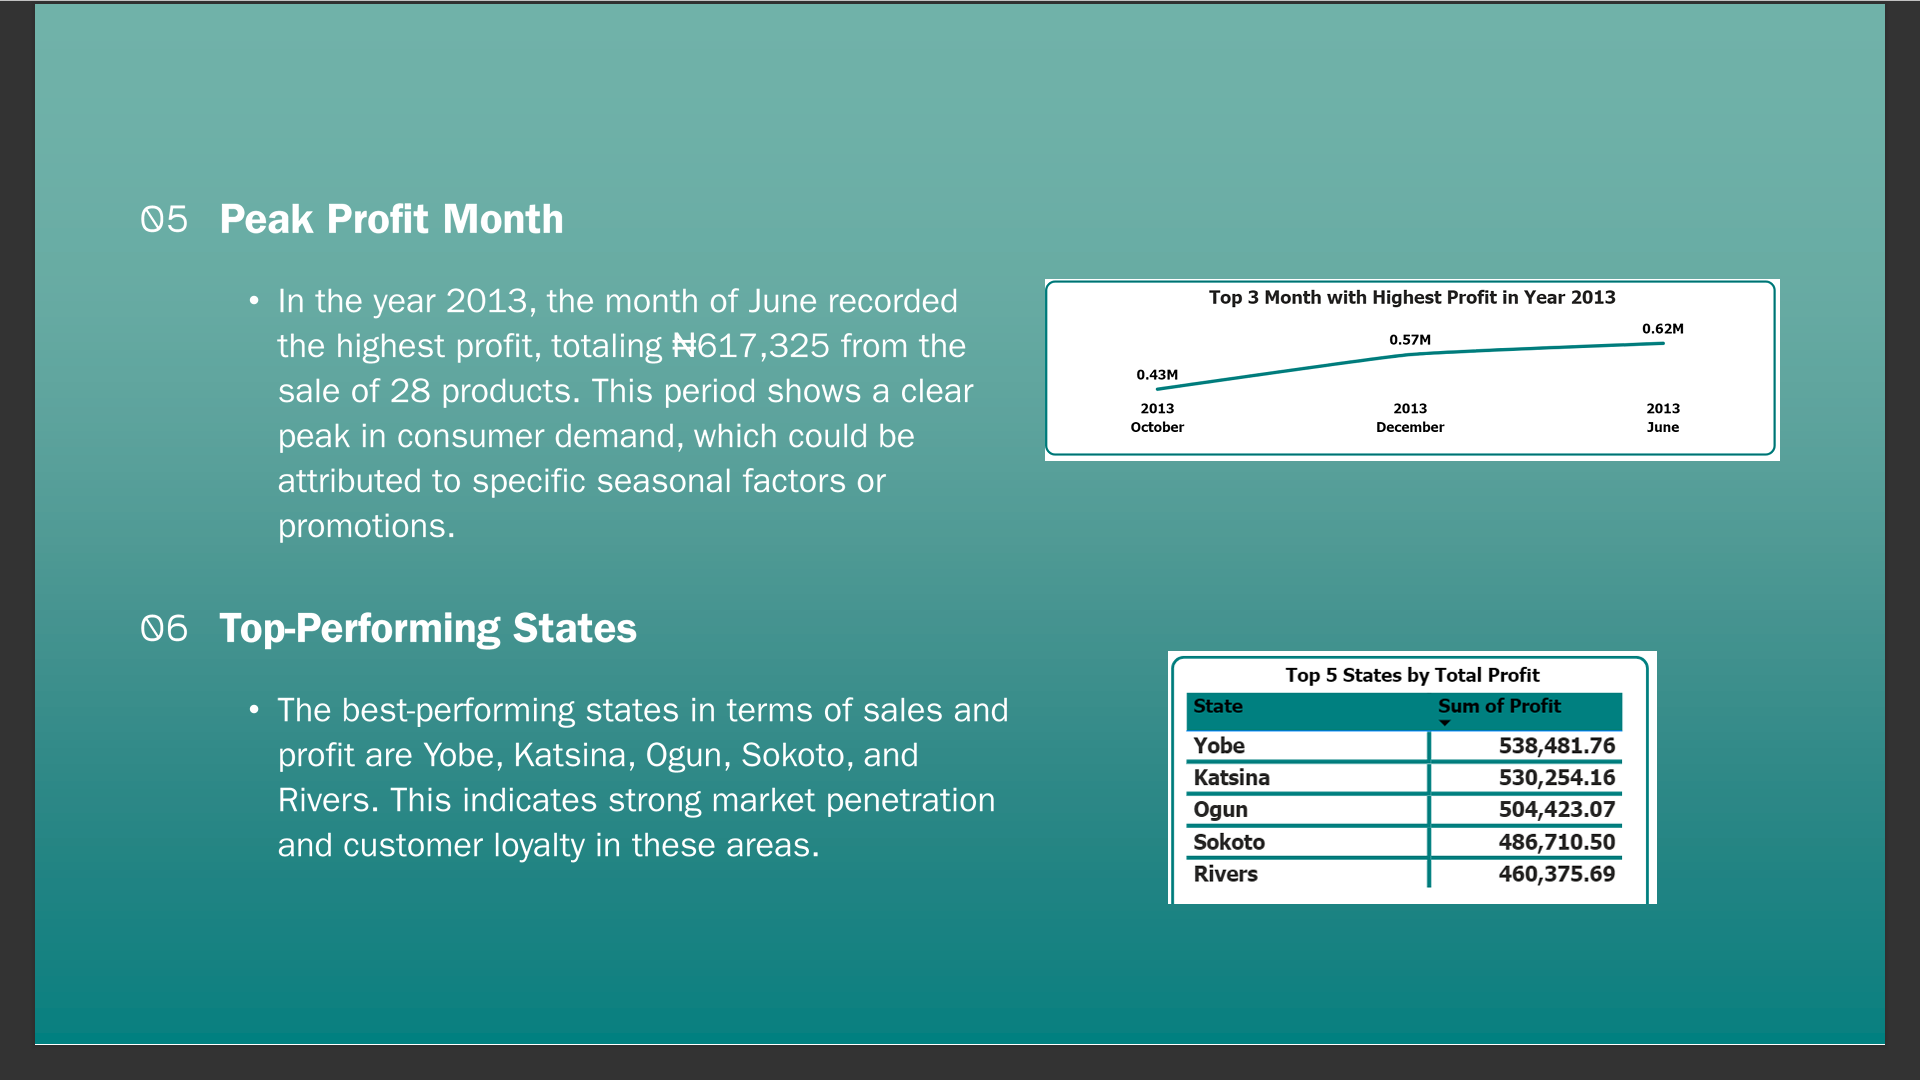 05 Peak Profit Month
• In the year 2013, the month of June recorded
the highest profit, totaling ₦617,325 from the
sale of 28 products. This period shows a clear
peak in consumer demand, which could be
attributed to specific seasonal factors or
promotions.
Top 3 Month with Highest Profit in Year 2013
0.43M 0.57M 0.62M
2013 2013 2013
October December June
06 Top-Performing States
• The best-performing states in terms of sales and
profit are Yobe, Katsina, Ogun, Sokoto, and
Rivers. This indicates strong market penetration
and customer loyalty in these areas.
Top 5 States by Total Profit
State Sum of Profit
Yobe 538,481.76
Katsina 530,254.16
Ogun 504,423.07
Sokoto 486,710.50
Rivers 460,375.69